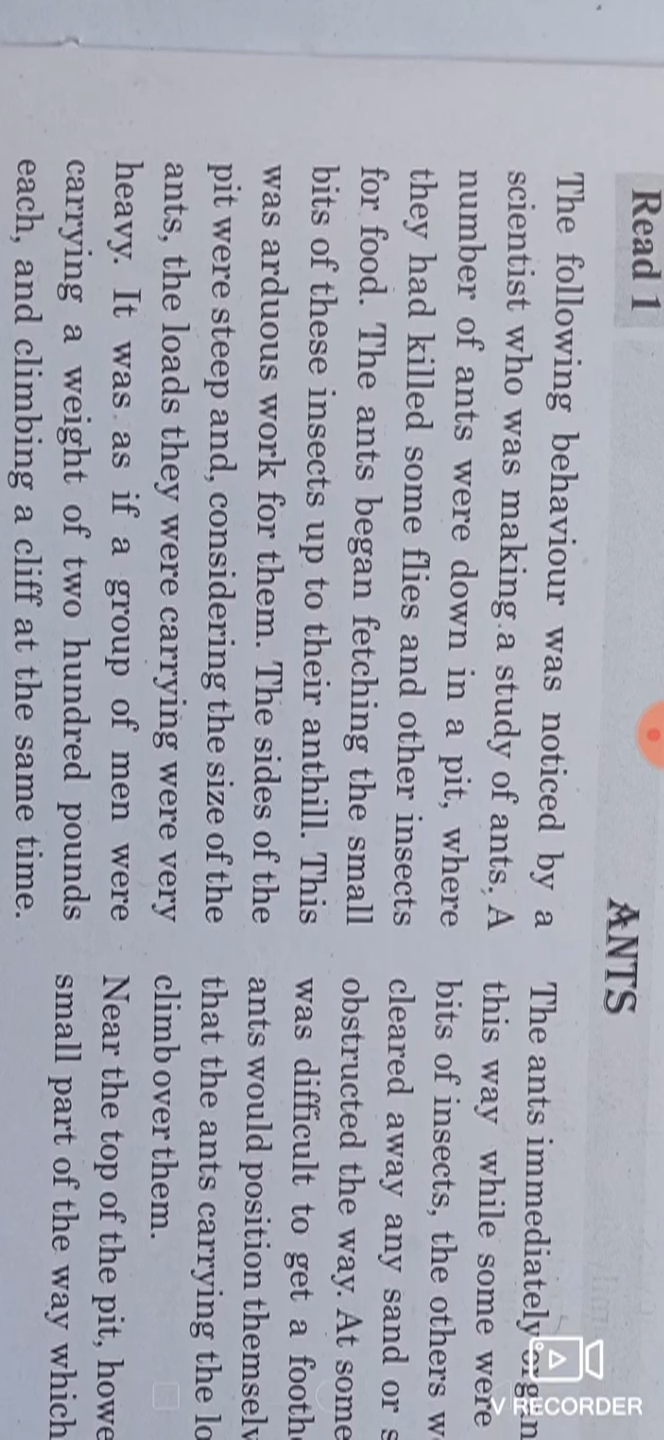 Read 1
ANTS
The following behaviour was noticed by a
scientist who was making a study of ants, A
number of ants were down in a pit, where
they had killed some flies and other insects
for food. The ants began fetching the small
bits of these insects up to their anthill. This
was arduous work for them. The sides of the
pit were steep and, considering the size of the
ants, the loads they were carrying were very
heavy. It was as if a group of men were
carrying a weight of two hundred pounds
each, and climbing a cliff at the same time.
The ants immediately
this way while some were
bits of insects, the others
cleared away any sand or
obstructed the way. At some
was difficult to get a
ants would position
that the ants carrying the
climb over them.
Near the top of the pit,
small part of the way which
V RECORDER